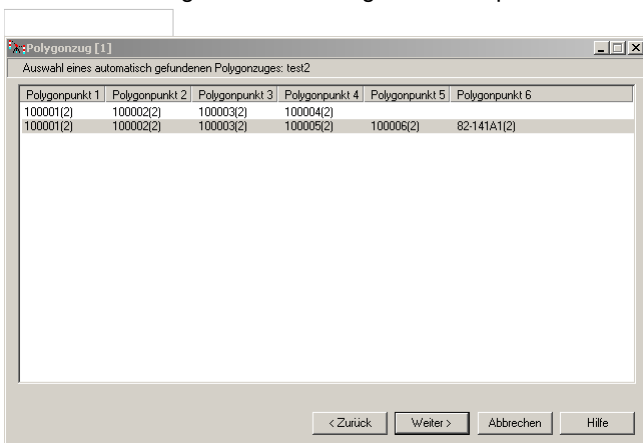 Polygonzug [1]
Auswahl eines automatisch gefundenen Polygonzuges: test2
Polygonpunkt 1 Polygonpunkt 2 Polygonpunkt 3 Polygonpunkt 4 Polygonpunkt 5 Polygonpunkt 6
100001(2) 100002(2) 100003(2) 100004(2)
100001(2) 100002(2) 100003(2) 100005(2) 100006(2) 82-141A1(2)
< Zurück Weiter > Abbrechen Hilfe